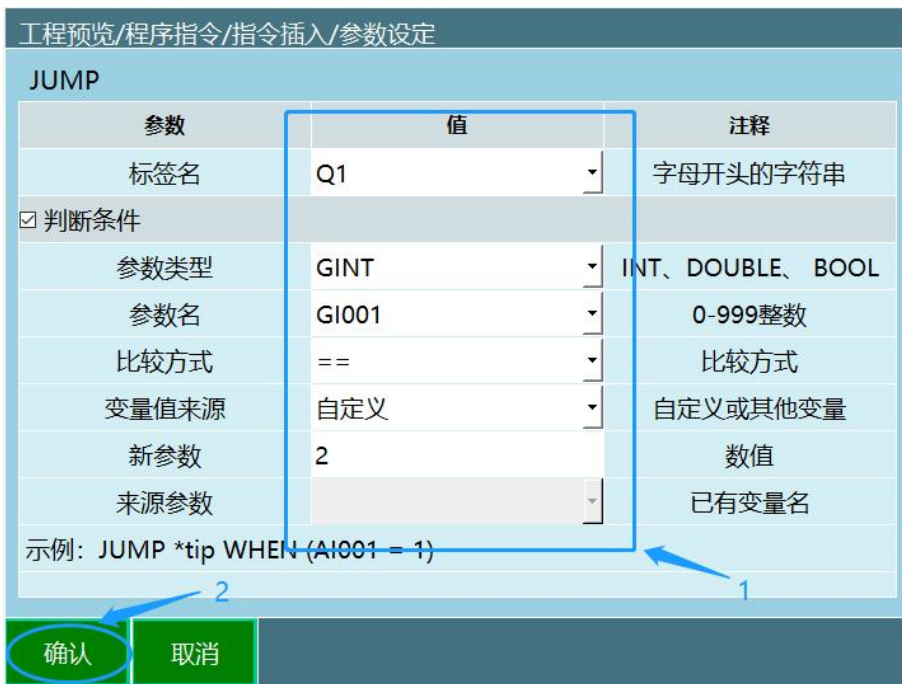 工程预览/程序指令/指令插入/参数设定
JUMP
参数 值 注释
标签名 Q1 字母开头的字符串
判断条件
参数类型 GINT INT、DOUBLE、 BOOL
参数名 GI001 0-999整数
比较方式 == 比较方式
变量值来源 自定义 自定义或其他变量
新参数 2 数值
来源参数 已有变量名
示例：JUMP *tip WHEN (AI001 = 1)
2 1
确认 取消